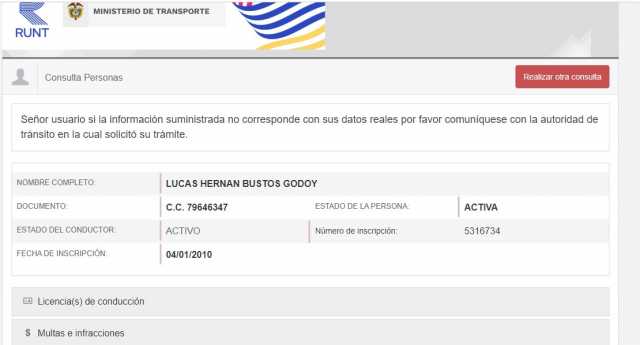 RUNT
MINISTERIO DE TRANSPORTE
Consulta Personas
Realizar otra consulta
Señor usuario si la información suministrada no corresponde con sus datos reales por favor comuníquese con la autoridad de
tránsito en la cual solicitó su trámite.
NOMBRE COMPLETO: LUCAS HERNAN BUSTOS GODOY
DOCUMENTO: C.C. 79646347 ESTADO DE LA PERSONA: ACTIVA
ESTADO DEL CONDUCTOR: ACTIVO Número de inscripción: 5316734
FECHA DE INSCRIPCIÓN: 04/01/2010
Licencia(s) de conducción
$ Multas e infracciones